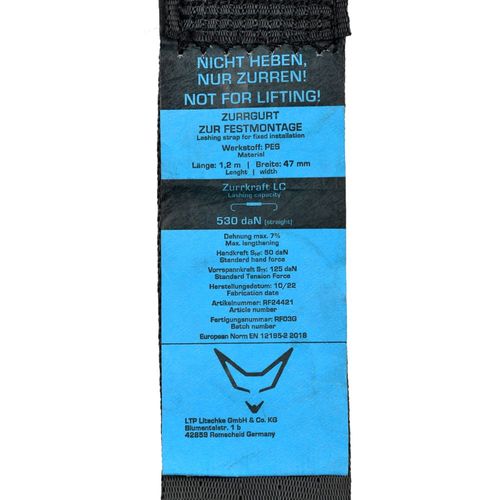 NICHT HEBEN,
NUR ZURREN!
NOT FOR LIFTING!
ZURRGURT
ZUR FESTMONTAGE
Lashing strap for fixed installation
Werkstoff: PES
Material
Länge: 1,2 m | Breite: 47 mm
Lenght | width
Zurrkraft LC
Lashing capacity
530 daN (straight)
Dehnung max. 7%
Max. lengthening
Handkraft SHF: 50 daN
Standard hand Force
Vorrspannkraft STF: 125 daN
Standard Tension Force
Herstellungsdatum: 10/22
Fabrication date
Artikelnummar: RF24421
Article number
Fertigungsnummar: RF03G
Batch number
European Norm EN 12195-2 2018
LTP Litschke GmbH & Co. KG
Blumentalstr. 1 b
42859 Remscheid Germany